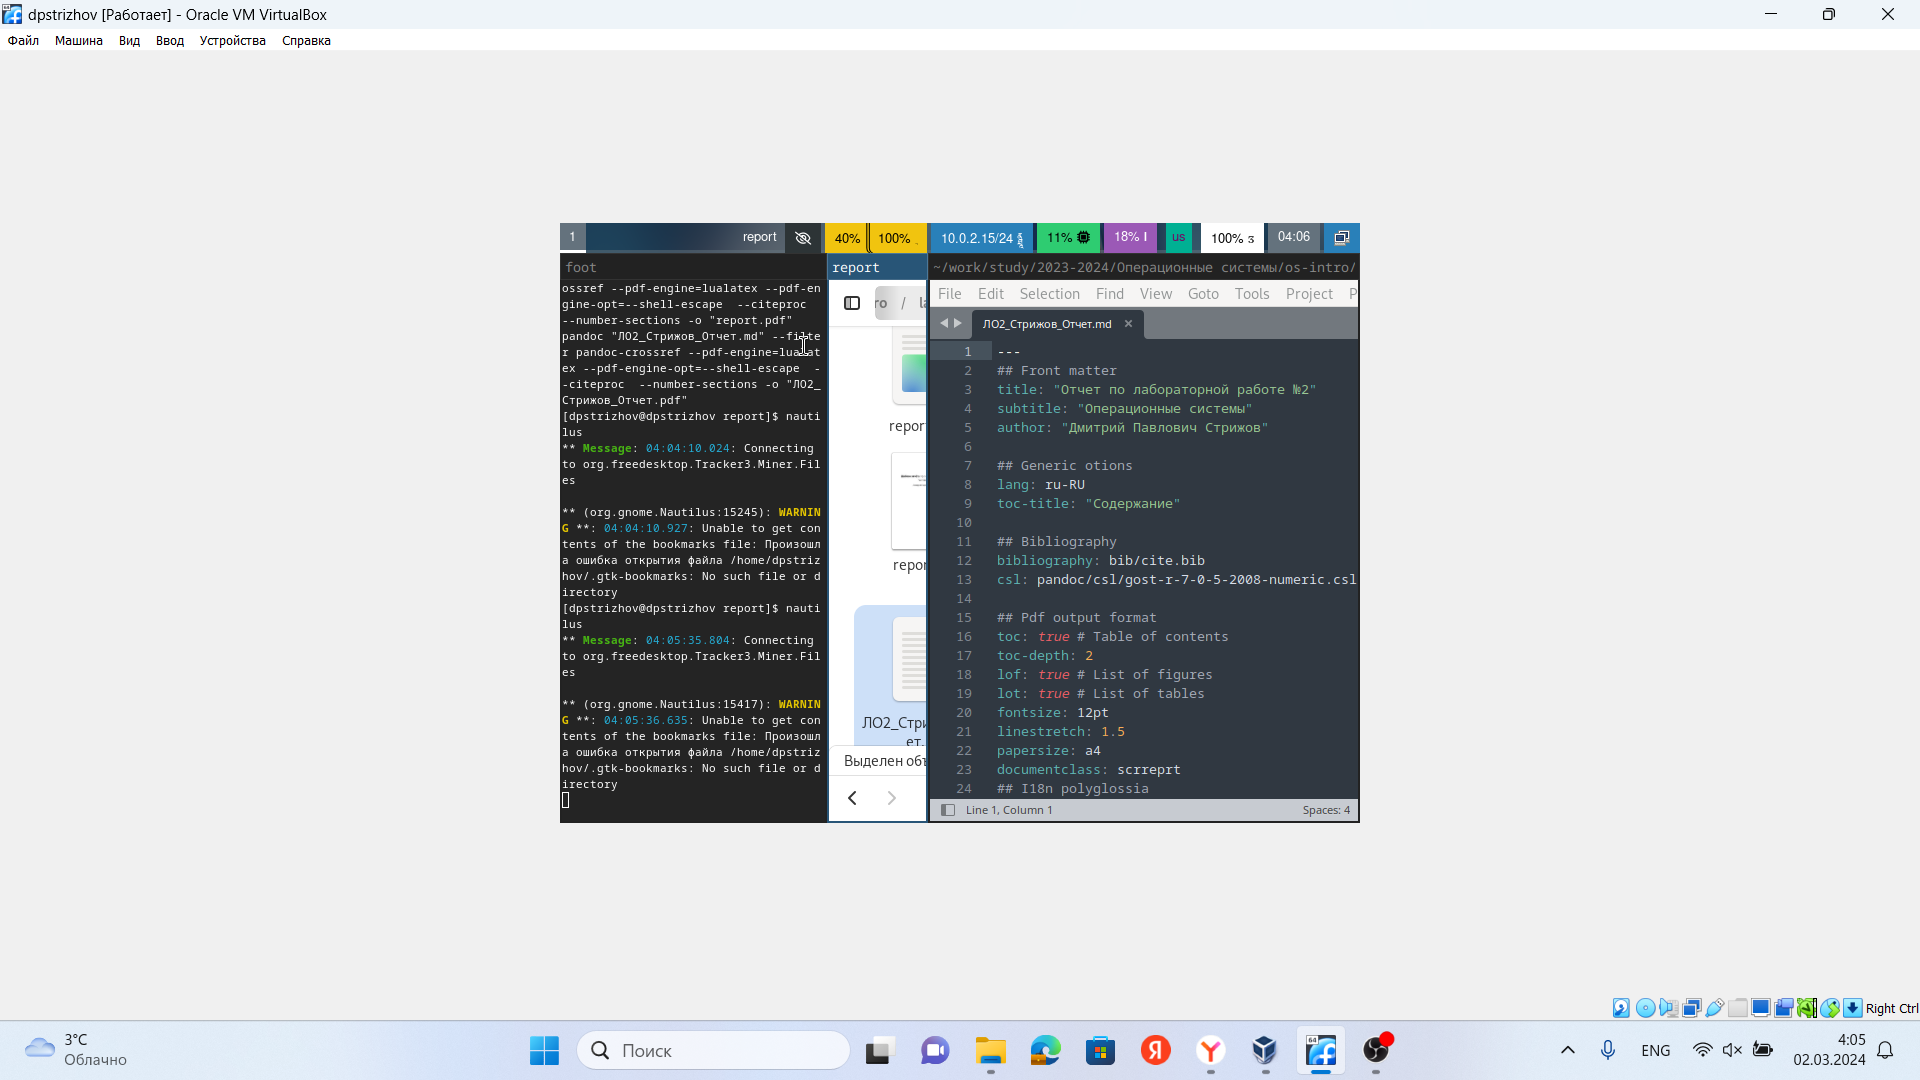 dpstrizhov [Работает] - Oracle VM VirtualBox
Файл Машина Вид Ввод Устройства Справка
1 report 40% 100% 10.0.2.15/24 11% 18% us 100% 04:06
foot
ossref --pdf-engine=lualatex --pdf-en
gine-opt=--shell-escape --citeproc
--number-sections -o "report.pdf"
pandoc "ЛО2_Стрижов_Отчет.md" --filte
r pandoc-crossref --pdf-engine=lualat
ex --pdf-engine-opt=--shell-escape -
-citeproc --number-sections -o "ЛО2_
Стрижов_Отчет.pdf"
[dpstrizhov@dpstrizhov report]$ nauti
lus
** Message: 04:04:10.024: Connecting
to org.freedesktop.Tracker3.Miner.Fil
es
** (org.gnome.Nautilus:15245): WARNIN
G **: 04:04:10.927: Unable to get con
tents of the bookmarks file: Произошл
а ошибка открытия файла /home/dpstriz
hov/.gtk-bookmarks: No such file or d
irectory
[dpstrizhov@dpstrizhov report]$ nauti
lus
** Message: 04:05:35.804: Connecting
to org.freedesktop.Tracker3.Miner.Fil
es
** (org.gnome.Nautilus:15417): WARNIN
G **: 04:05:36.635: Unable to get con
tents of the bookmarks file: Произошл
а ошибка открытия файла /home/dpstriz
hov/.gtk-bookmarks: No such file or d
irectory
report
ro / la
repor
repor
ЛО2_Стри
ет.
Выделен объ
~/work/study/2023-2024/Операционные системы/os-intro/
File Edit Selection Find View Goto Tools Project P
ЛО2_Стрижов_Отчет.md
1 ---
2 ## Front matter
3 title: "Отчет по лабораторной работе №2"
4 subtitle: "Операционные системы"
5 author: "Дмитрий Павлович Стрижов"
6
7 ## Generic otions
8 lang: ru-RU
9 toc-title: "Содержание"
10
11 ## Bibliography
12 bibliography: bib/cite.bib
13 csl: pandoc/csl/gost-r-7-0-5-2008-numeric.csl
14
15 ## Pdf output format
16 toc: true # Table of contents
17 toc-depth: 2
18 lof: true # List of figures
19 lot: true # List of tables
20 fontsize: 12pt
21 linestretch: 1.5
22 papersize: a4
23 documentclass: scrreprt
24 ## I18n polyglossia
Line 1, Column 1 Spaces: 4
Right Ctrl
3°C
Облачно
Поиск
ENG
4:05
02.03.2024